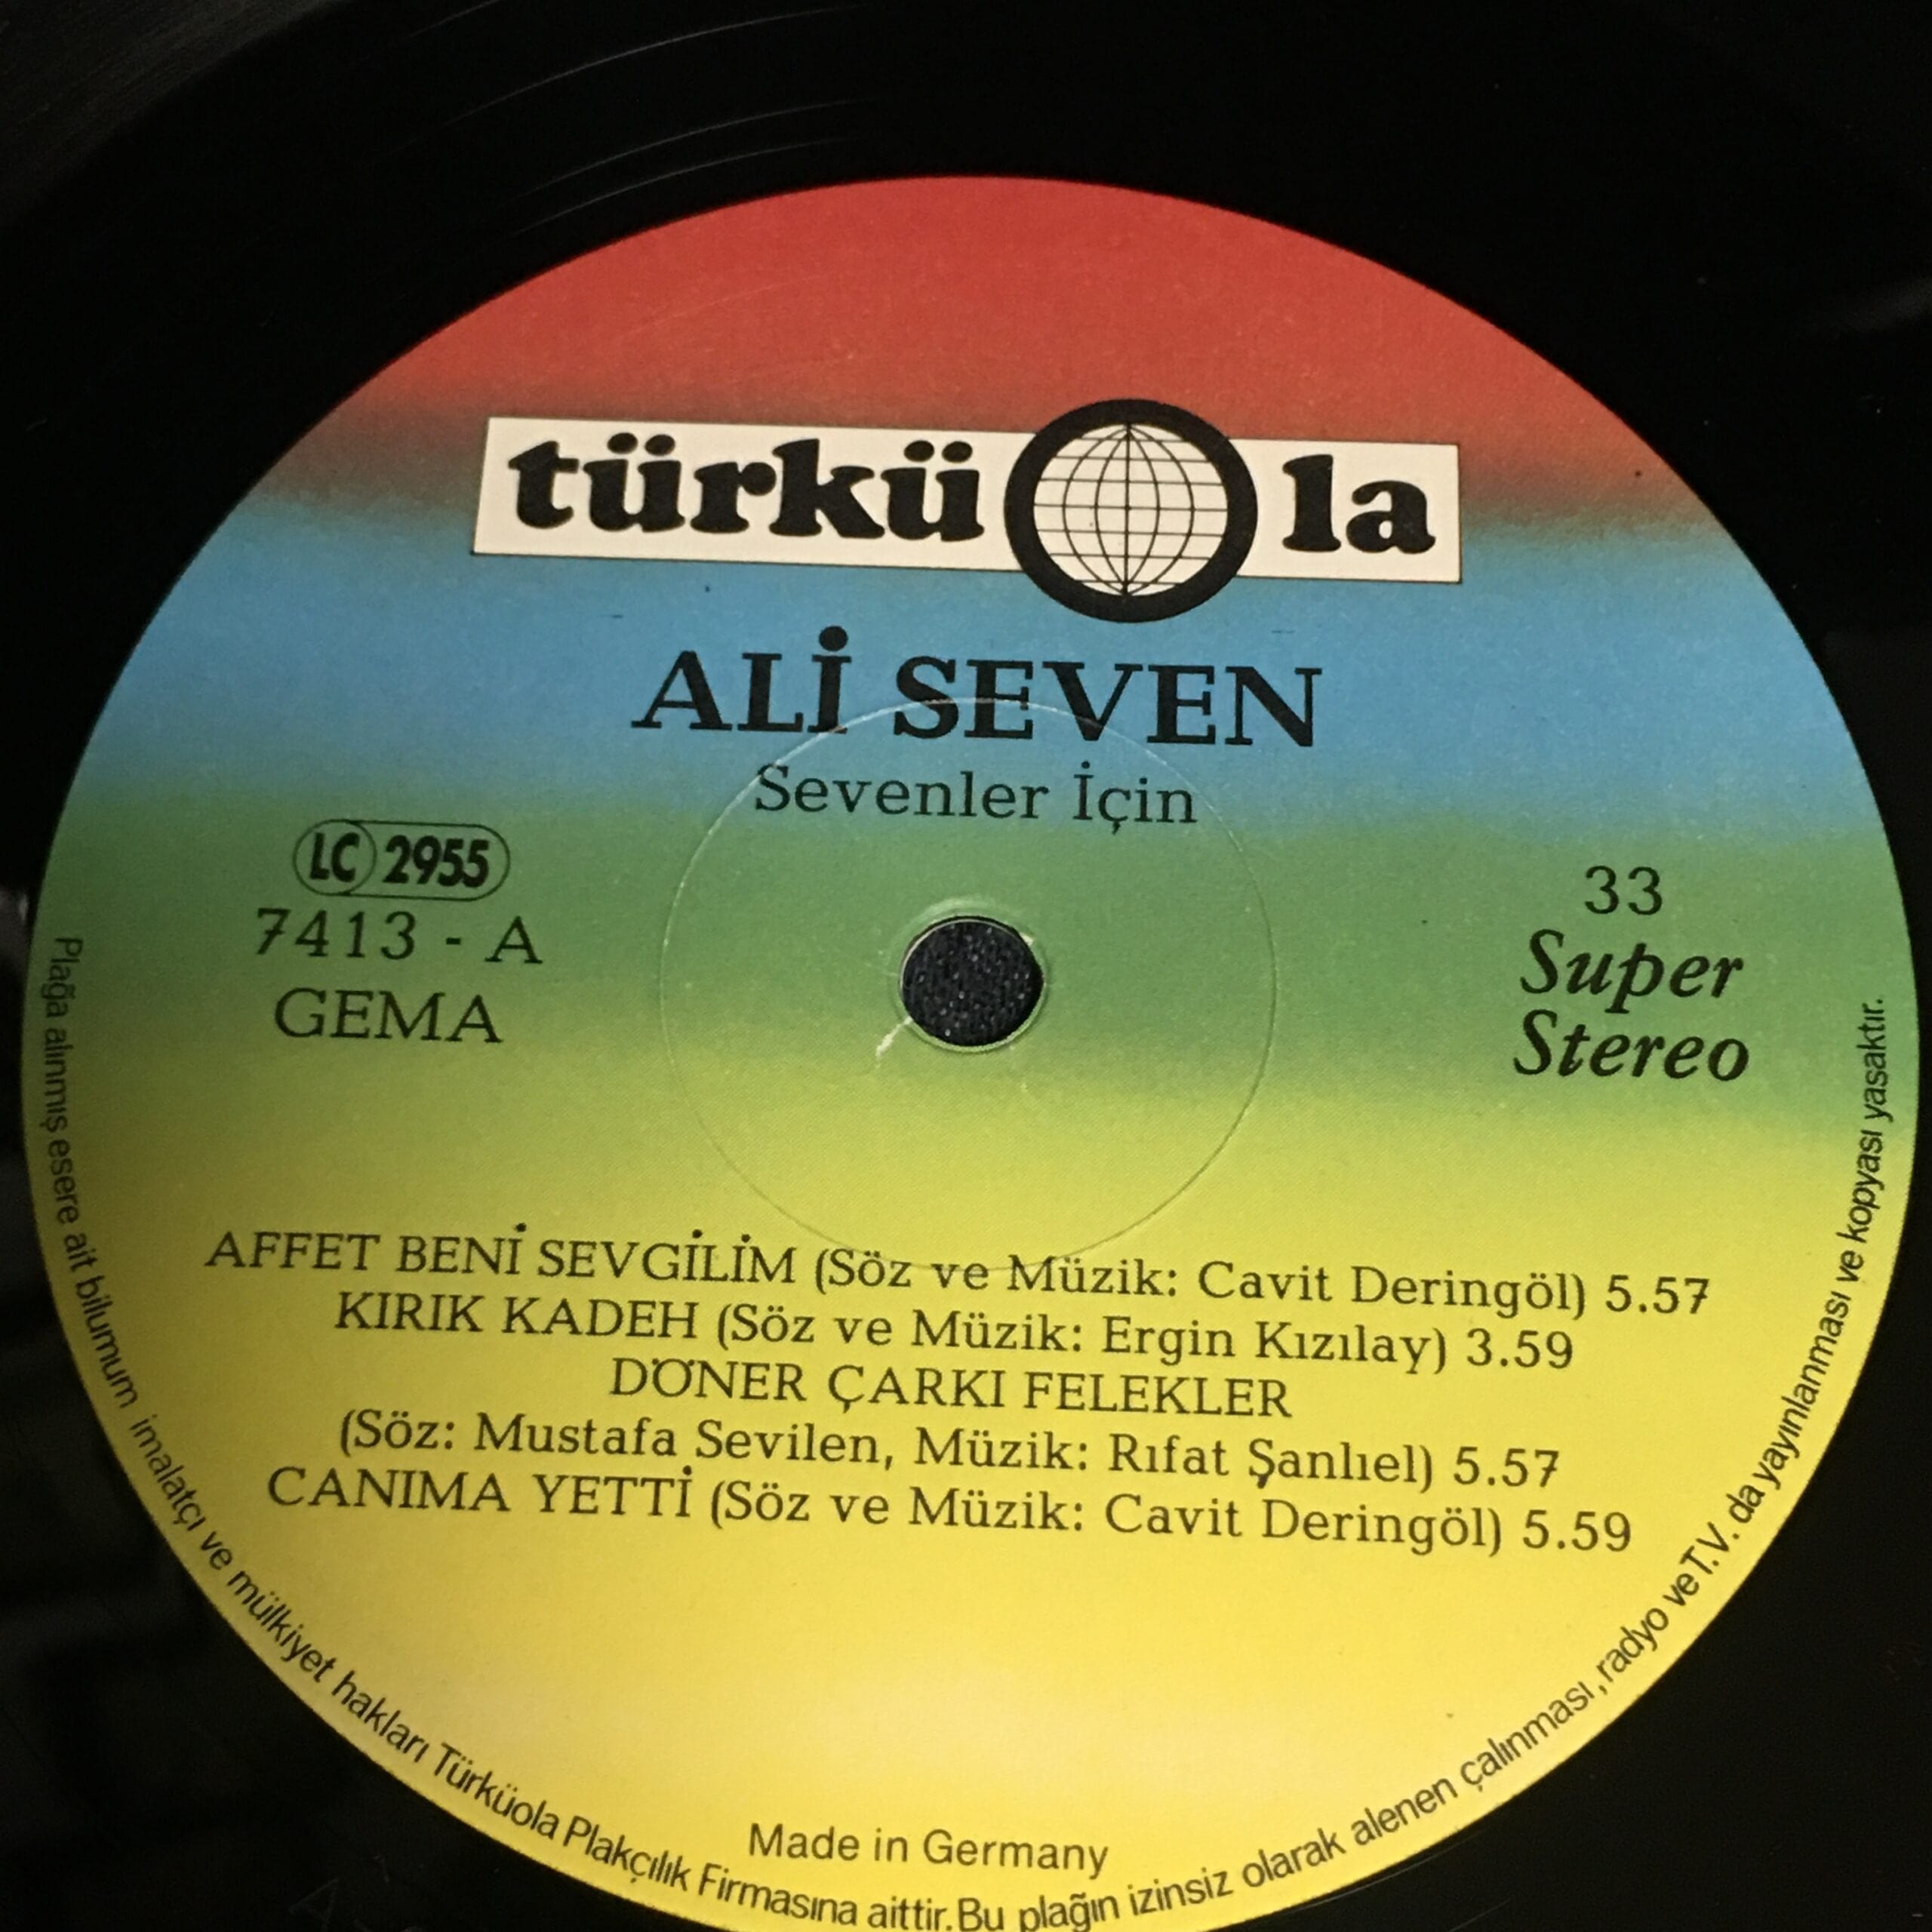 türküola
ALİ SEVEN
Sevenler İçin
LC 2955
7413 - A
GEMA
33
Super
Stereo
AFFET BENİ SEVGİLİM (Söz ve Müzik: Cavit Deringöl) 5.57
KIRIK KADEH (Söz ve Müzik: Ergin Kızılay) 3.59
DÖNER ÇARKI FELEKLER
(Söz: Mustafa Sevilen, Müzik: Rıfat Şanlıel) 5.57
CANIMA YETTİ (Söz ve Müzik: Cavit Deringöl) 5.59
Made in Germany
Plağa alınmış esere ait bilumum imalatçı ve mülkiyet hakları Türküola Plakçılık Firmasına aittir. Bu plağın izinsiz olarak alenen çalınması, radyo ve T.V. da yayınlanması ve kopyası yasaktır.